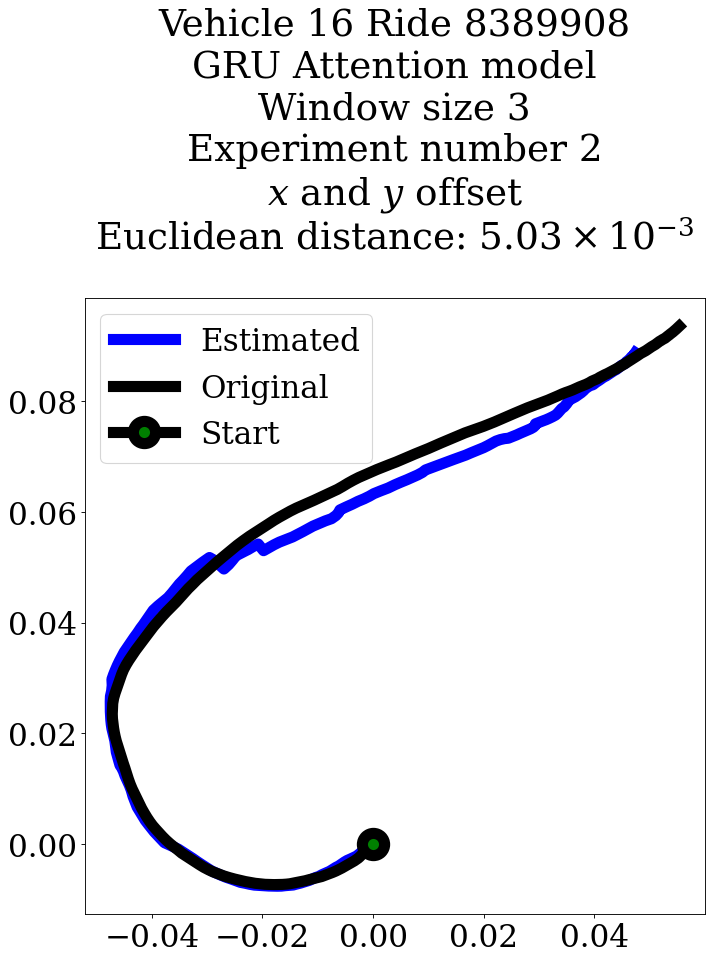 Vehicle 16 Ride 8389908
GRU Attention model
Window size 3
Experiment number 2
x and y offset
Euclidean distance: 5.03 × 10⁻³
Estimated
Original
Start
0.08
0.06
0.04
0.02
0.00
−0.04 −0.02 0.00 0.02 0.04